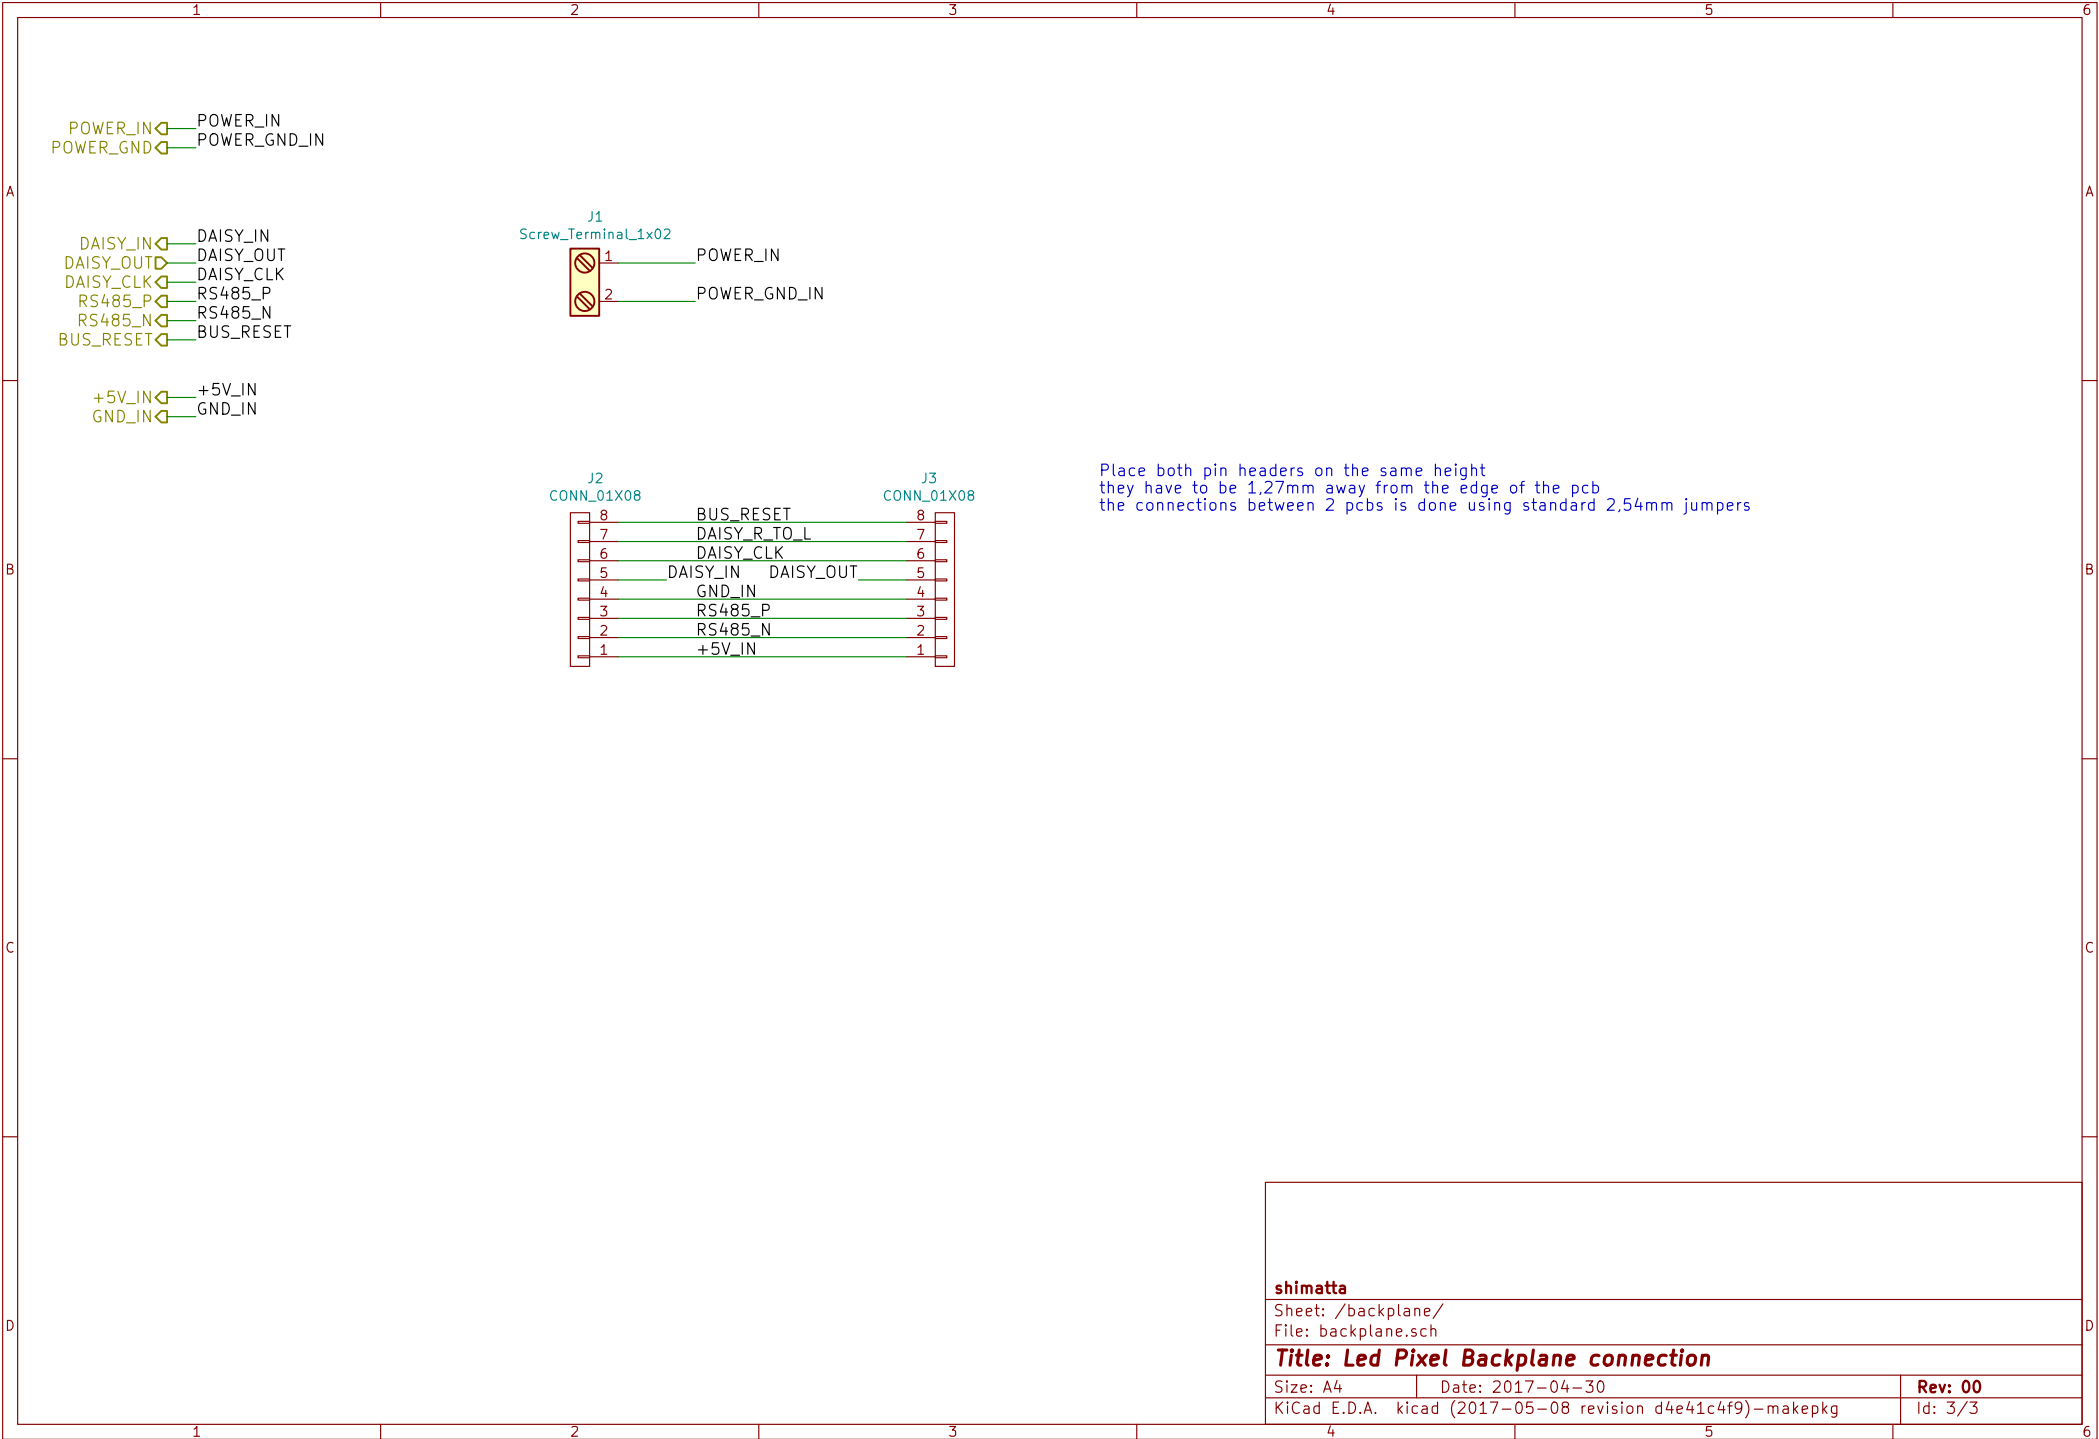 1 2 3 4 5 6
POWER_IN POWER_IN
POWER_GND POWER_GND_IN
A A
DAISY_IN DAISY_IN
DAISY_OUT DAISY_OUT
DAISY_CLK DAISY_CLK
RS485_P RS485_P
RS485_N RS485_N
BUS_RESET BUS_RESET
+5V_IN +5V_IN
GND_IN GND_IN
J1
Screw_Terminal_1x02
1 POWER_IN
2 POWER_GND_IN
J2 J3
CONN_01X08 CONN_01X08
8 BUS_RESET 8
7 DAISY_R_TO_L 7
6 DAISY_CLK 6
5 DAISY_IN DAISY_OUT 5
4 GND_IN 4
3 RS485_P 3
2 RS485_N 2
1 +5V_IN 1
Place both pin headers on the same height
they have to be 1,27mm away from the edge of the pcb
the connections between 2 pcbs is done using standard 2,54mm jumpers
B B
C C
D D
shimatta
Sheet: /backplane/
File: backplane.sch
Title: Led Pixel Backplane connection
Size: A4 Date: 2017-04-30 Rev: 00
KiCad E.D.A. kicad (2017-05-08 revision d4e41c4f9)-makepkg Id: 3/3
1 2 3 4 5 6